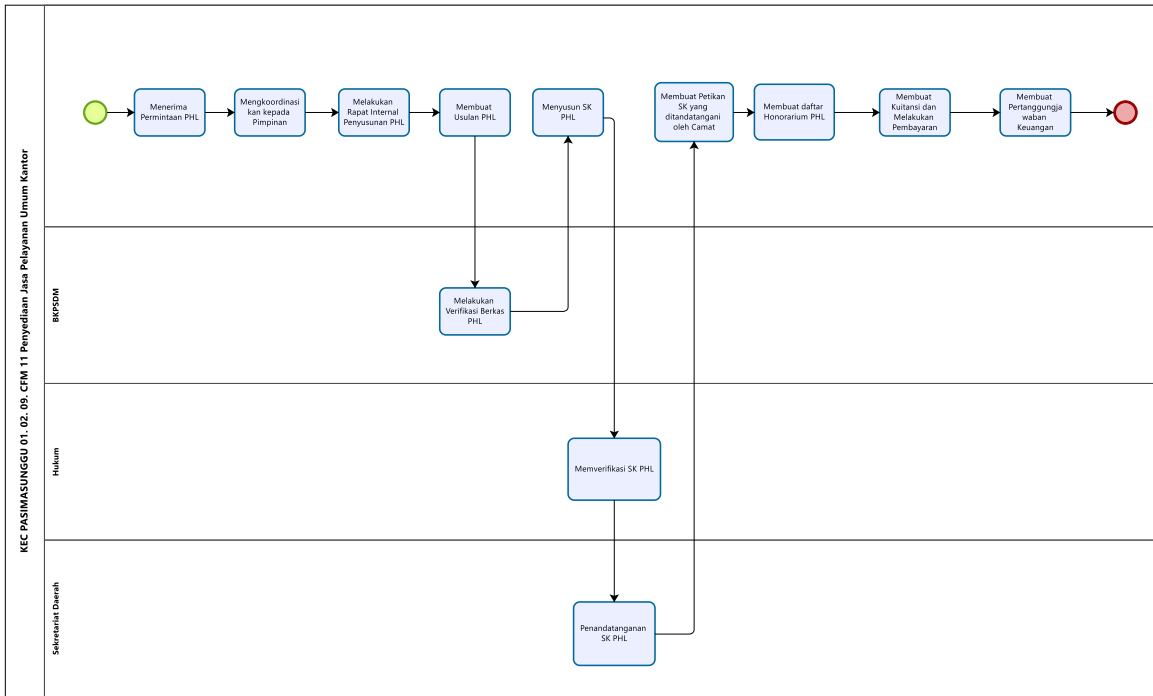 KEC PASIMASUNGGU 01. 02. 09. CFM 11 Penyediaan Jasa Pelayanan Umum Kantor
Menerima
Permintaan PHL
Mengkoordinasi
kan kepada
Pimpinan
Melakukan
Rapat Internal
Penyusunan PHL
Membuat
Usulan PHL
Menyusun SK
PHL
Membuat Petikan
SK yang
ditandatangani
oleh Camat
Membuat daftar
Honorarium PHL
Membuat
Kuitansi dan
Melakukan
Pembayaran
Membuat
Pertanggungja
waban
Keuangan
BKPSDM
Melakukan
Verifikasi Berkas
PHL
Hukum
Memverifikasi SK PHL
Sekretariat Daerah
Penandatanganan
SK PHL